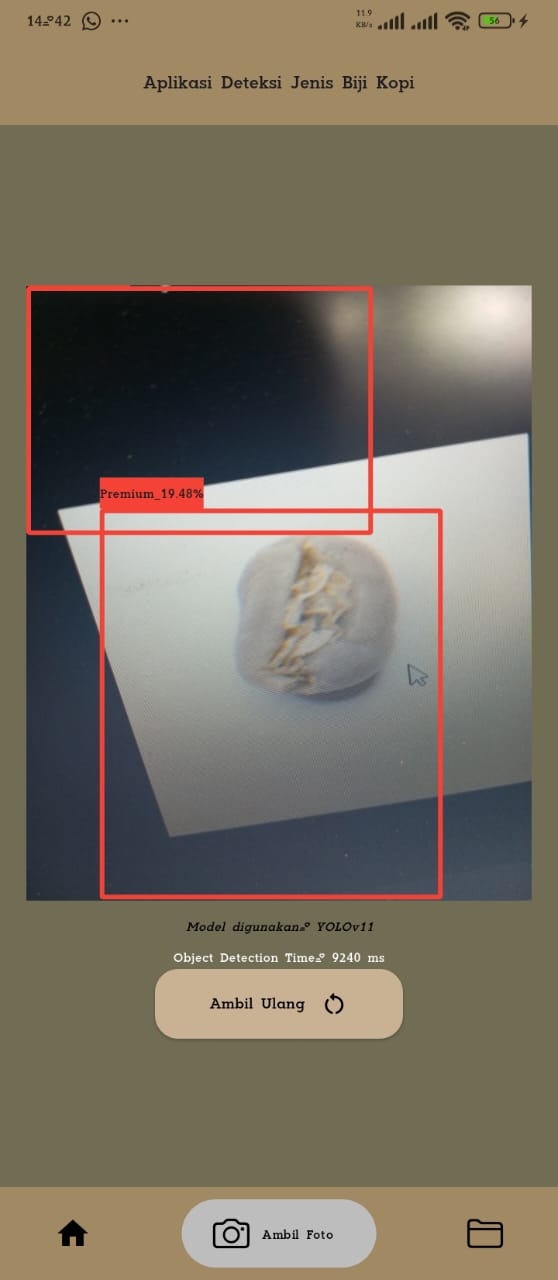 14:42
11.9
KB/s
56
Aplikasi Deteksi Jenis Biji Kopi
Premium_19.48%
Model digunakan: YOLOv11
Object Detection Time: 9240 ms
Ambil Ulang
Ambil Foto